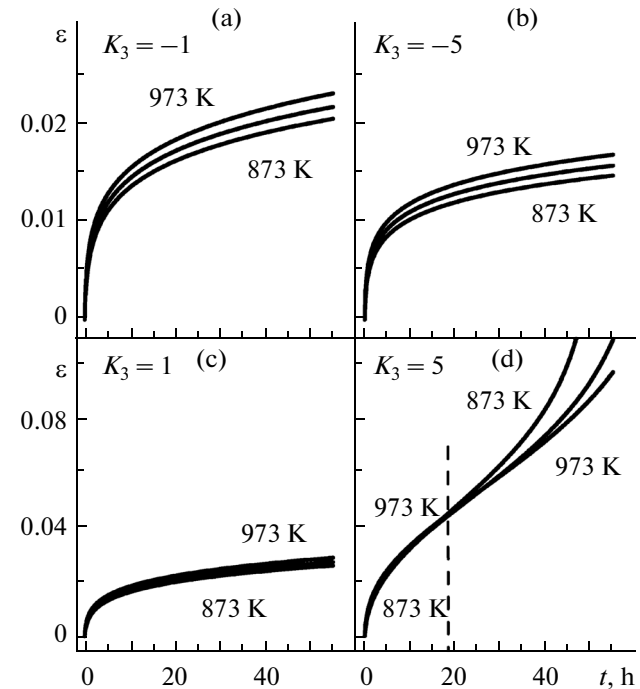 (a)
(b)
ε
K₃ = −1
K₃ = −5
973 K
873 K
973 K
873 K
0.02
0.01
0
K₃ = 1
(c)
K₃ = 5
(d)
ε
873 K
973 K
0.08
973 K
873 K
973 K
873 K
0.04
0
0 20 40
0 20 40 t, h